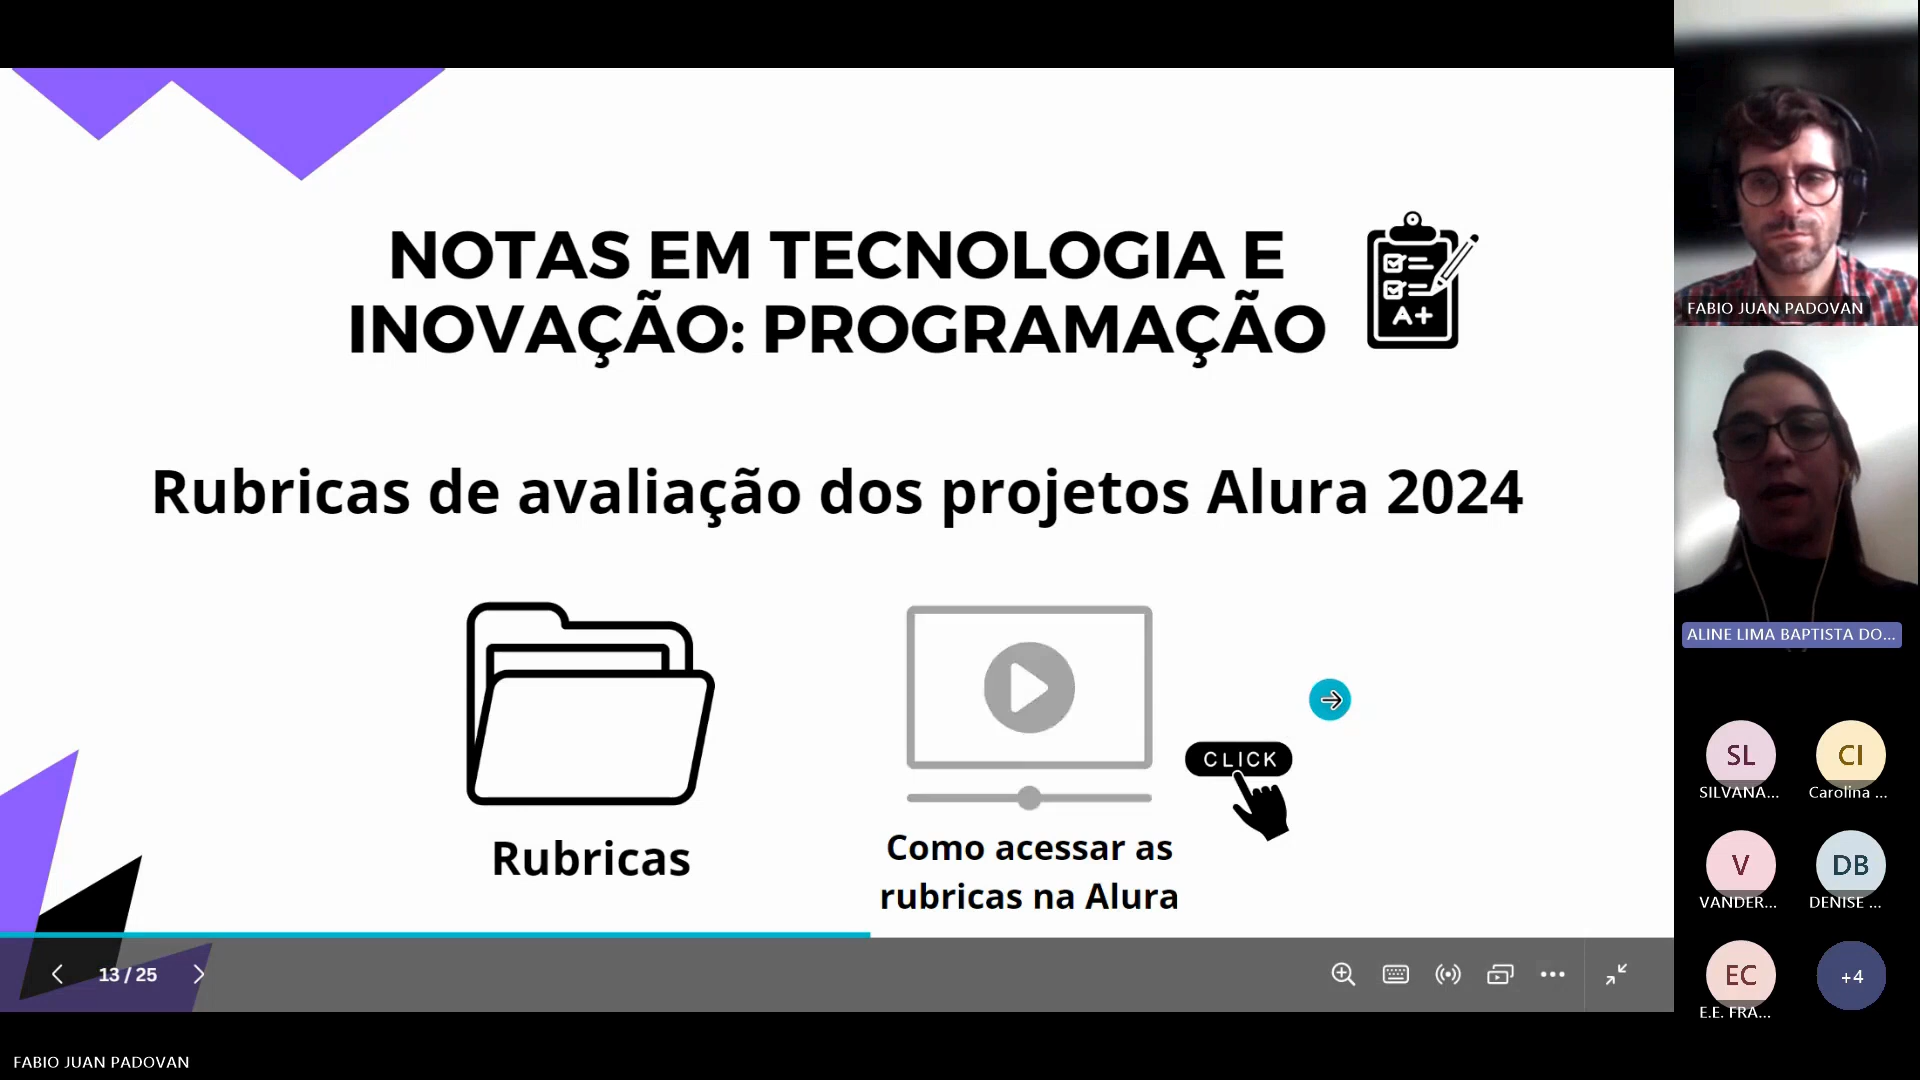 NOTAS EM TECNOLOGIA E
INOVAÇÃO: PROGRAMAÇÃO
A+
Rubricas de avaliação dos projetos Alura 2024
CLICK
Rubricas
Como acessar as
rubricas na Alura
13 / 25
FABIO JUAN PADOVAN
FABIO JUAN PADOVAN
ALINE LIMA BAPTISTA DO...
SL
SILVANA...
CI
Carolina ...
V
VANDER...
DB
DENISE ...
EC
E.E. FRA...
+4